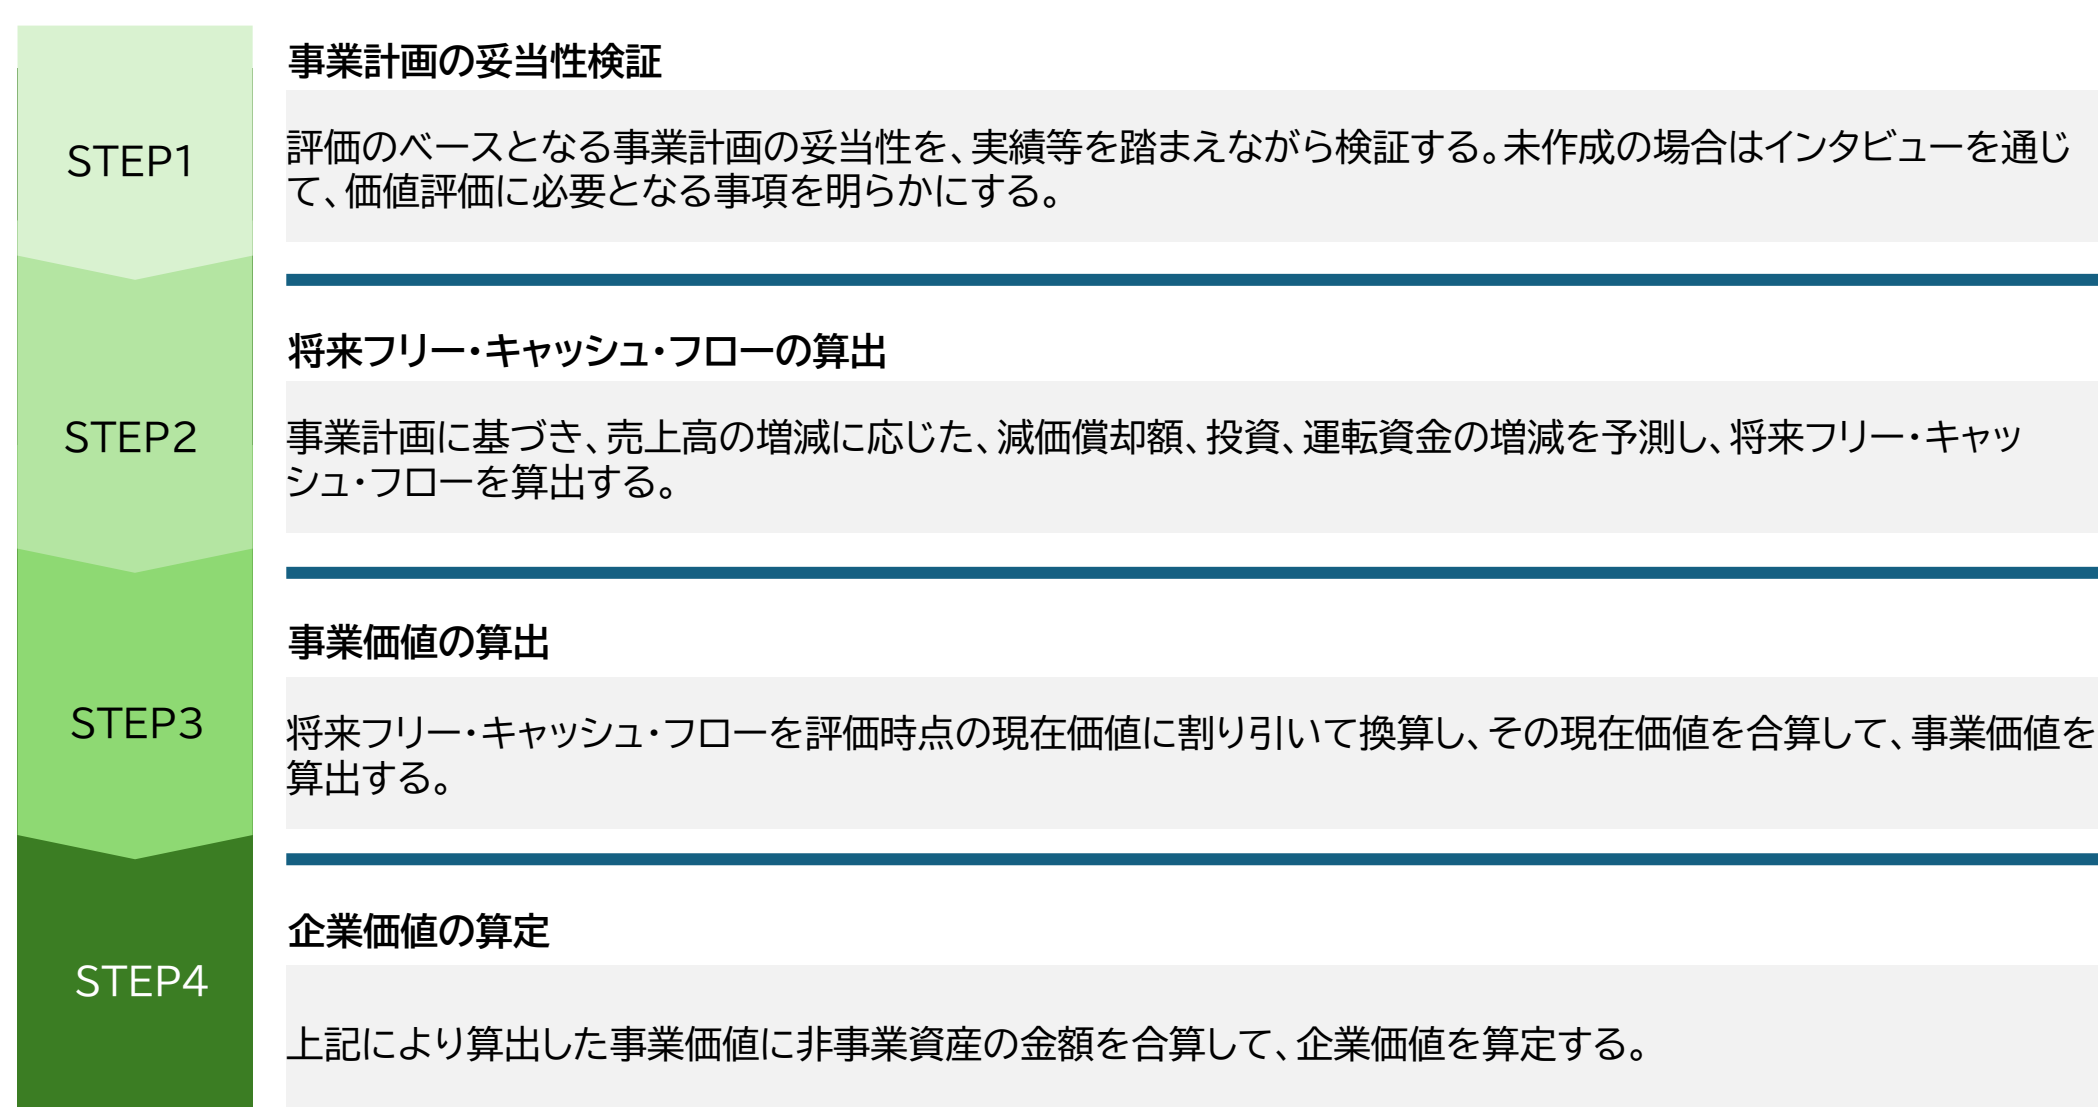 STEP1
事業計画の妥当性検証
評価のベースとなる事業計画の妥当性を、実績等を踏まえながら検証する。未作成の場合はインタビューを通じ
て、価値評価に必要となる事項を明らかにする。
STEP2
将来フリー・キャッシュ・フローの算出
事業計画に基づき、売上高の増減に応じた、減価償却額、投資、運転資金の増減を予測し、将来フリー・キャッ
シュ・フローを算出する。
STEP3
事業価値の算出
将来フリー・キャッシュ・フローを評価時点の現在価値に割り引いて換算し、その現在価値を合算して、事業価値を
算出する。
STEP4
企業価値の算定
上記により算出した事業価値に非事業資産の金額を合算して、企業価値を算定する。